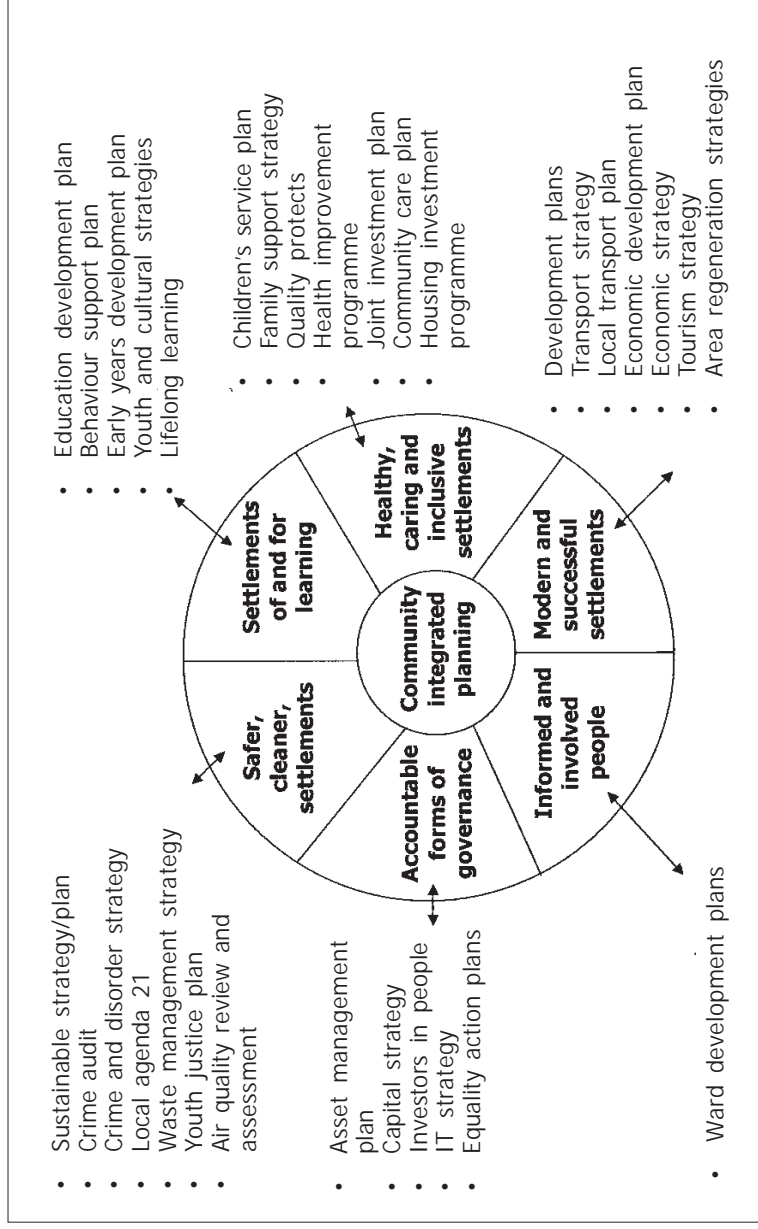 Sustainable strategy/plan
Crime audit
Crime and disorder strategy
Local agenda 21
Waste management strategy
Youth justice plan
Air quality review and
assessment
Education development plan
Behaviour support plan
Early years development plan
Youth and cultural strategies
Lifelong learning
Safer,
cleaner,
settlements
Settlements
of and for
learning
Asset management
plan
Capital strategy
Investors in people
IT strategy
Equality action plans
Accountable
forms of
governance
Community
integrated
planning
Healthy,
caring and
inclusive
settlements
Children's service plan
Family support strategy
Quality protects
Health improvement
programme
Joint investment plan
Community care plan
Housing investment
programme
Informed and
involved
people
Modern and
successful
settlements
Ward development plans
Development plans
Transport strategy
Local transport plan
Economic development plan
Economic strategy
Tourism strategy
Area regeneration strategies